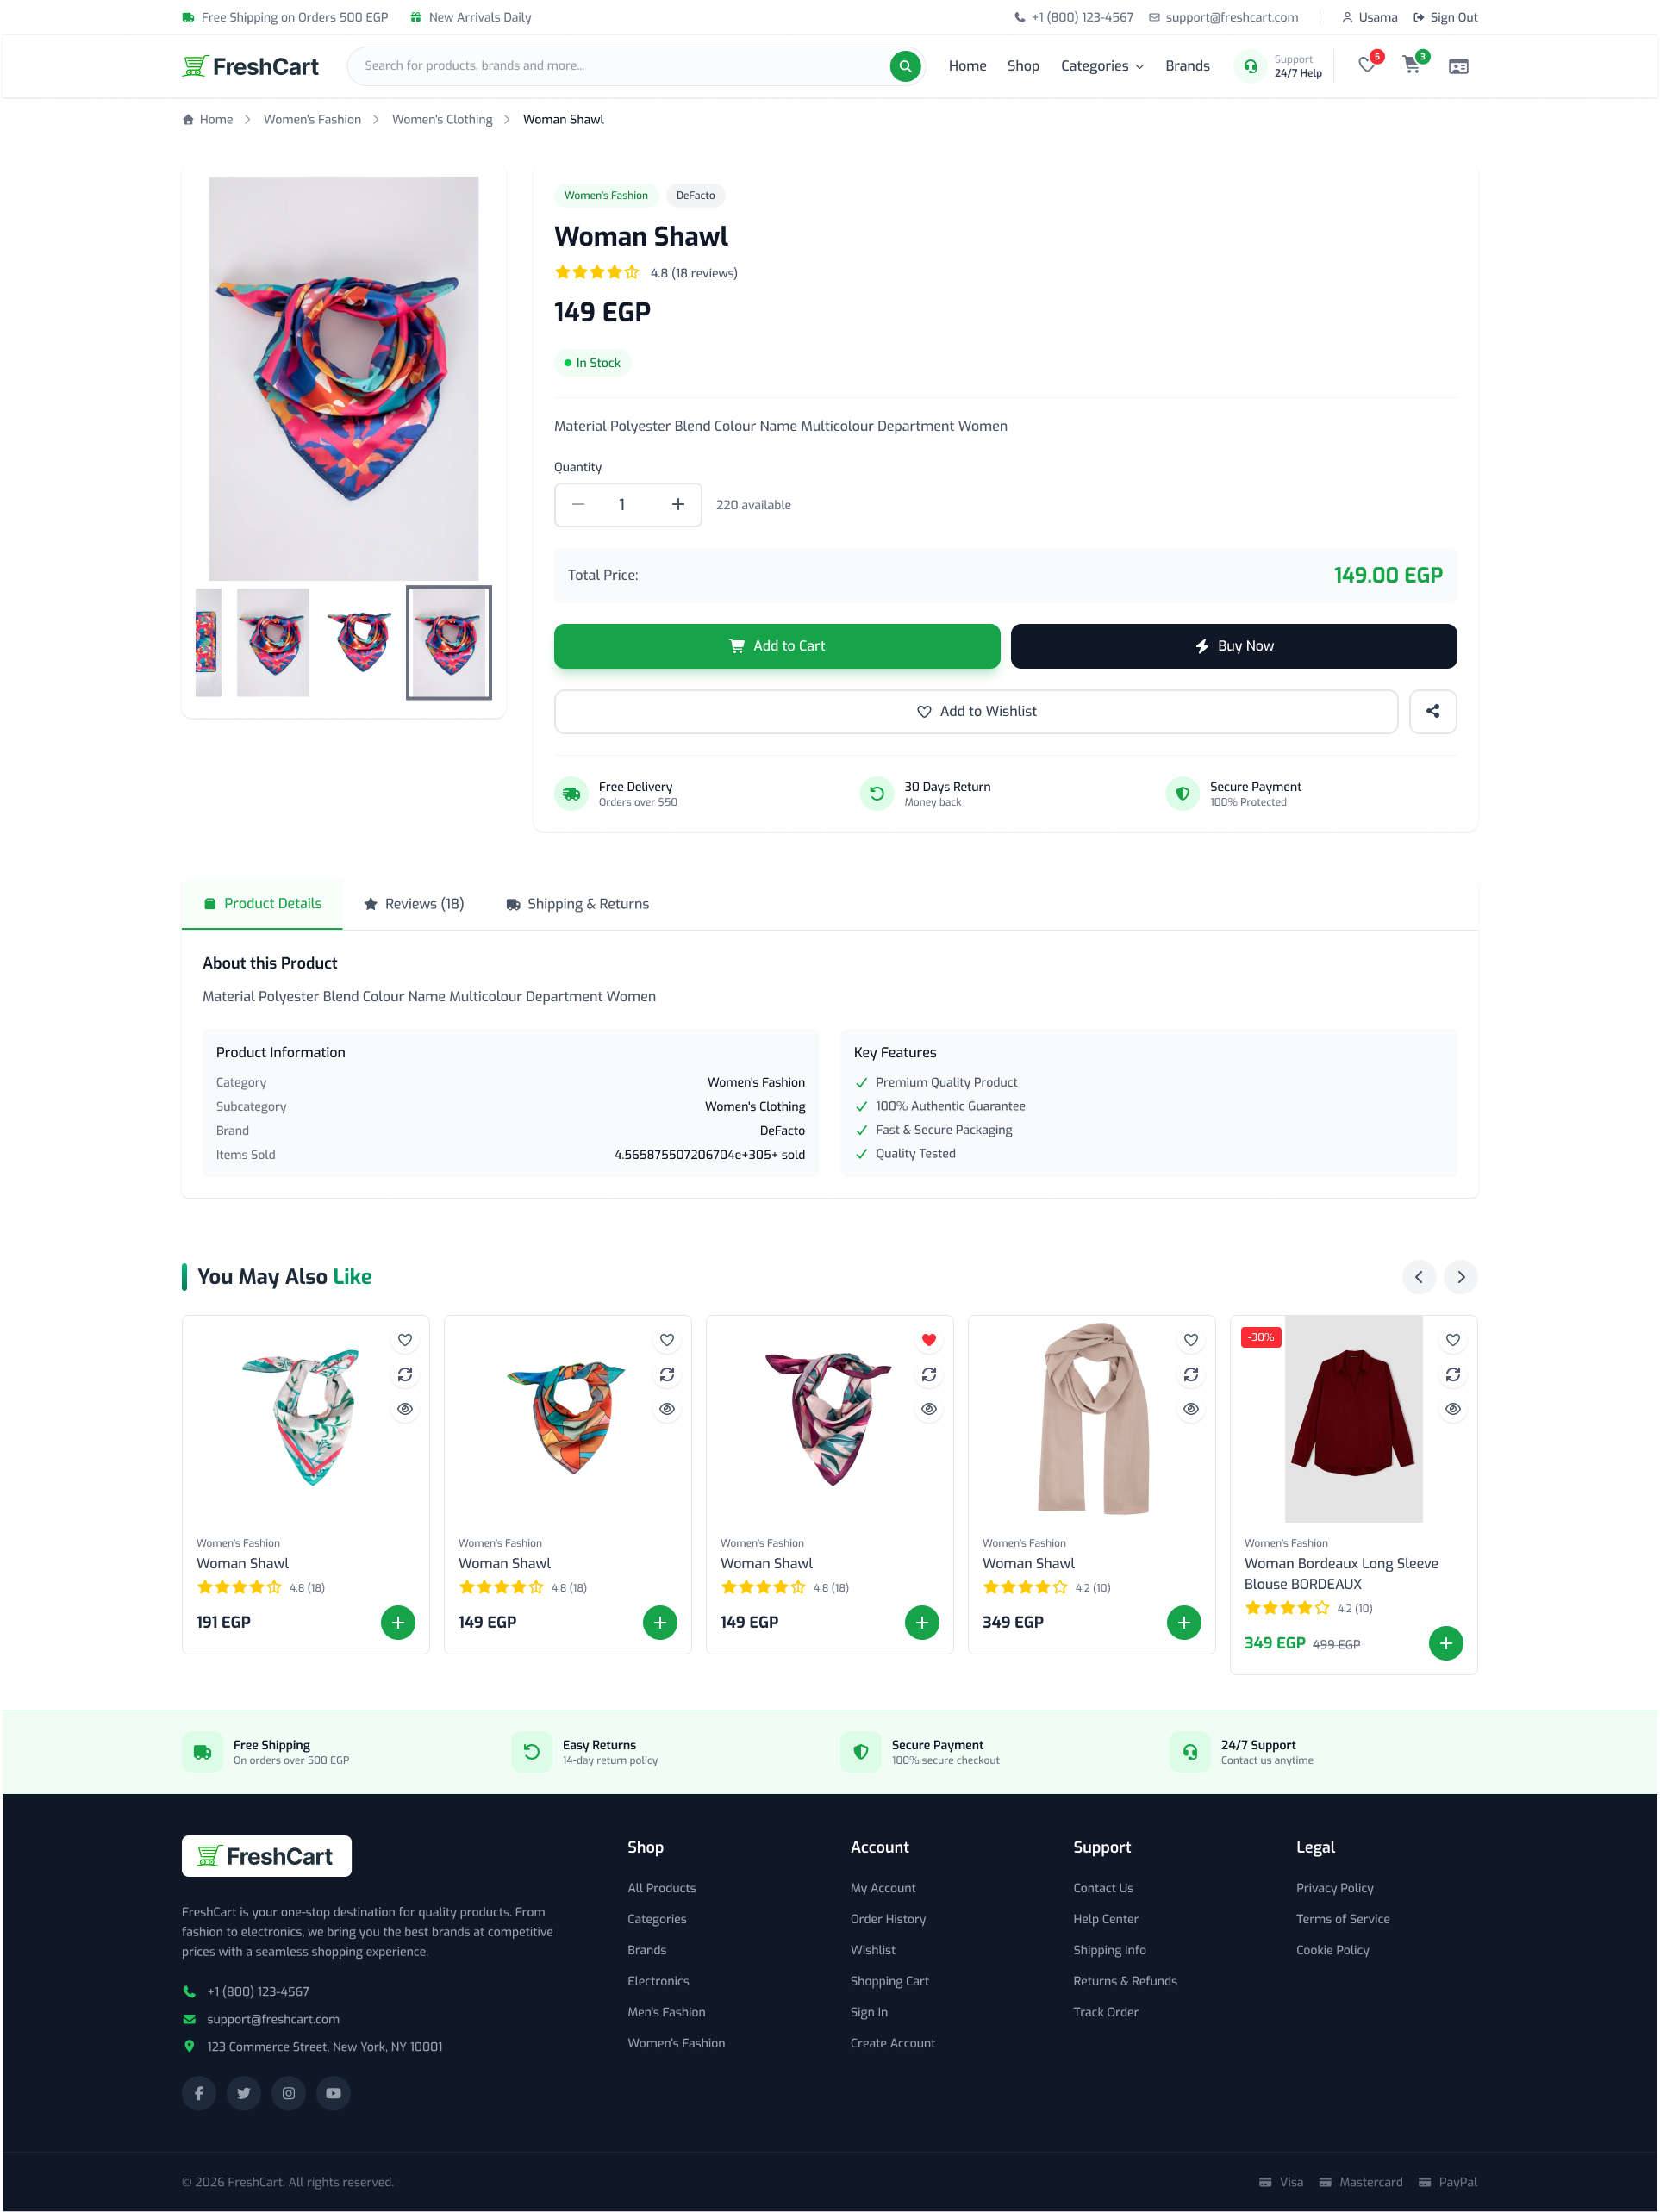 Free Shipping on Orders 500 EGP
New Arrivals Daily
+1 (800) 123-4567
support@freshcart.com
Usama
Sign Out
FreshCart
Search for products, brands and more...
Home
Shop
Categories
Brands
Support
24/7 Help
5
3
Home
Women's Fashion
Women's Clothing
Woman Shawl
Women's Fashion
DeFacto
Woman Shawl
4.8 (18 reviews)
149 EGP
In Stock
Material Polyester Blend Colour Name Multicolour Department Women
Quantity
1
220 available
Total Price:
149.00 EGP
Add to Cart
Buy Now
Add to Wishlist
Free Delivery
Orders over $50
30 Days Return
Money back
Secure Payment
100% Protected
Product Details
Reviews (18)
Shipping & Returns
About this Product
Material Polyester Blend Colour Name Multicolour Department Women
Product Information
Category
Women's Fashion
Subcategory
Women's Clothing
Brand
DeFacto
Items Sold
4.565875507206704e+305+ sold
Key Features
Premium Quality Product
100% Authentic Guarantee
Fast & Secure Packaging
Quality Tested
You May Also Like
Women's Fashion
Woman Shawl
4.8 (18)
191 EGP
Women's Fashion
Woman Shawl
4.8 (18)
149 EGP
Women's Fashion
Woman Shawl
4.8 (18)
149 EGP
Women's Fashion
Woman Shawl
4.2 (10)
349 EGP
-30%
Women's Fashion
Woman Bordeaux Long Sleeve
Blouse BORDEAUX
4.2 (10)
349 EGP 499 EGP
Free Shipping
On orders over 500 EGP
Easy Returns
14-day return policy
Secure Payment
100% secure checkout
24/7 Support
Contact us anytime
FreshCart
FreshCart is your one-stop destination for quality products. From
fashion to electronics, we bring you the best brands at competitive
prices with a seamless shopping experience.
+1 (800) 123-4567
support@freshcart.com
123 Commerce Street, New York, NY 10001
Shop
All Products
Categories
Brands
Electronics
Men's Fashion
Women's Fashion
Account
My Account
Order History
Wishlist
Shopping Cart
Sign In
Create Account
Support
Contact Us
Help Center
Shipping Info
Returns & Refunds
Track Order
Legal
Privacy Policy
Terms of Service
Cookie Policy
© 2026 FreshCart. All rights reserved.
Visa
Mastercard
PayPal